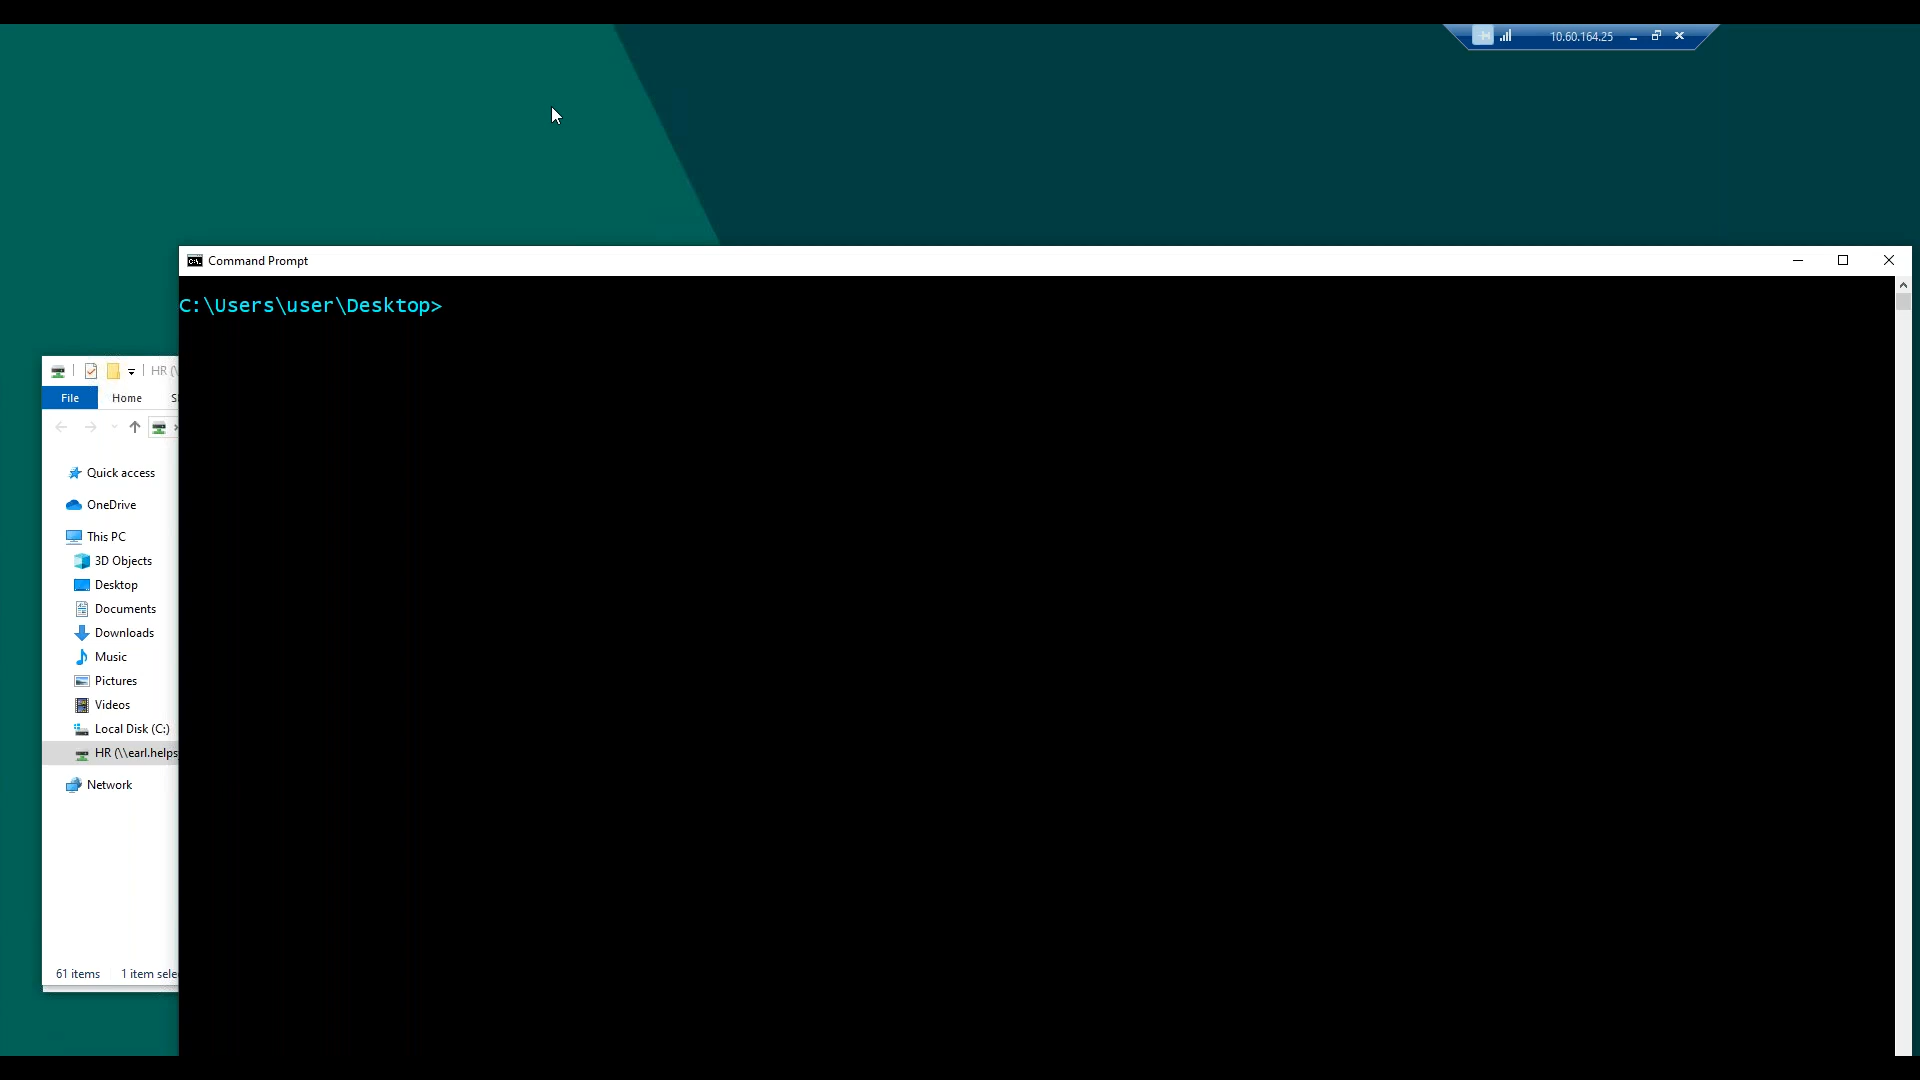 10.60.164.25
Command Prompt
C:\Users\user\Desktop>
HR (\
File Home
Quick access
OneDrive
This PC
3D Objects
Desktop
Documents
Downloads
Music
Pictures
Videos
Local Disk (C:)
HR (\\earl.helps
Network
61 items 1 item sele